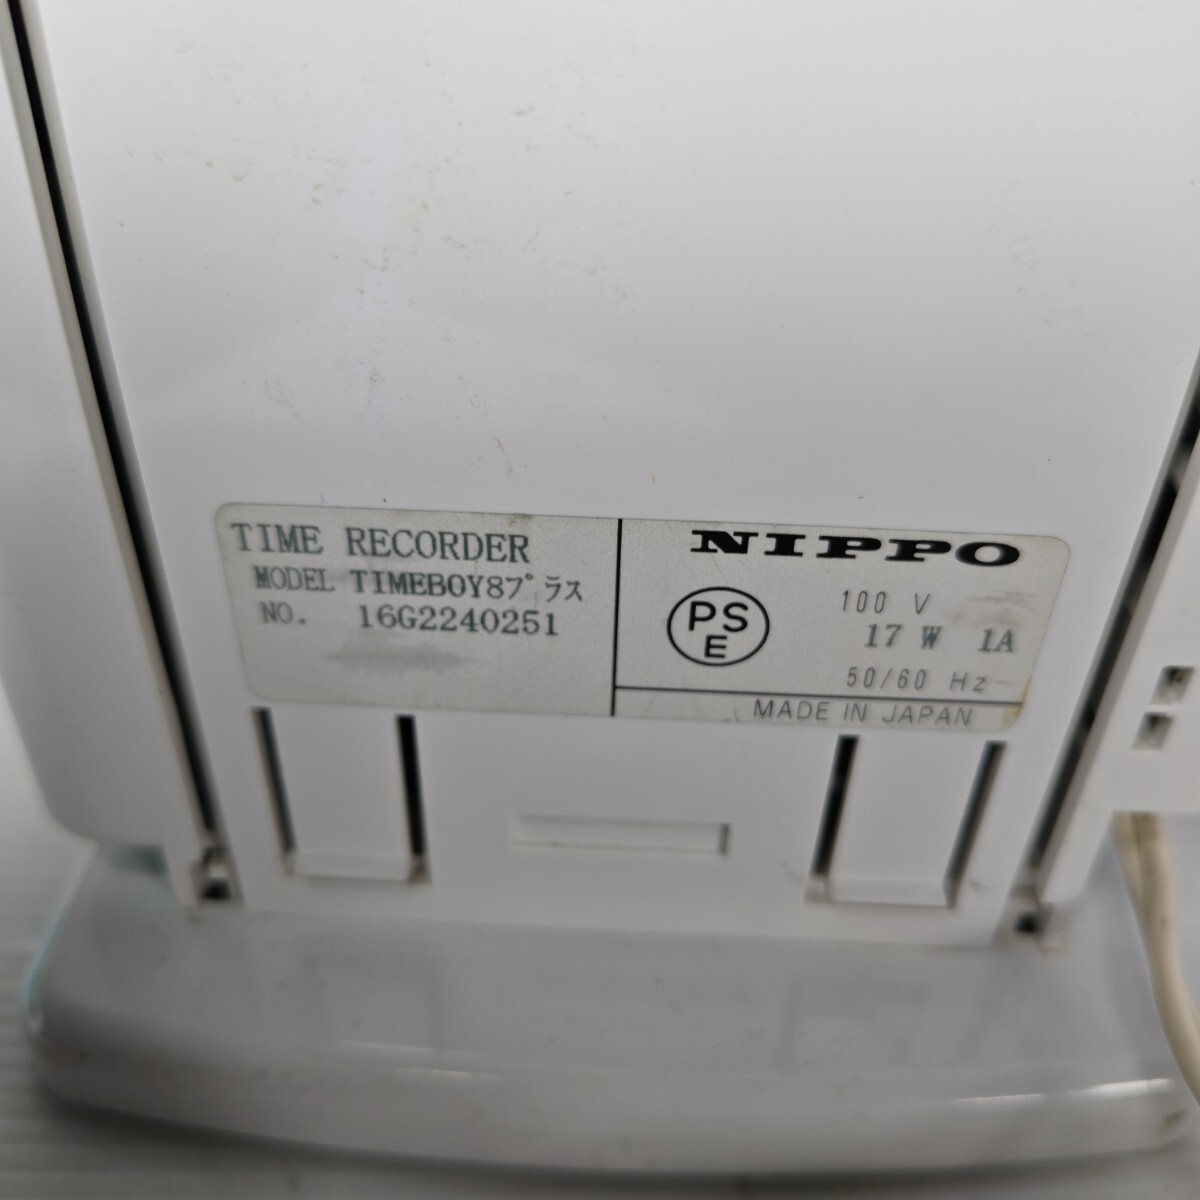 TIME RECORDER
MODEL TIMEBOY8プラス
NO. 16G2240251
NIPPO
PS
E
100 V
17 W 1A
50/60 Hz
MADE IN JAPAN